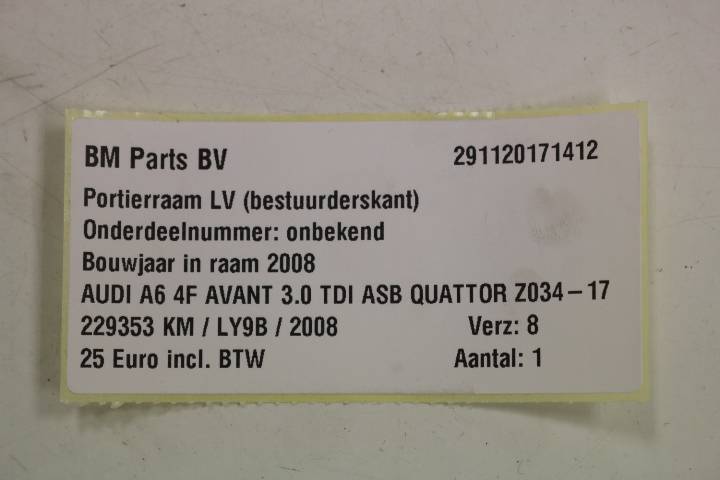 BM Parts BV 291120171412
Portierraam LV (bestuurderskant)
Onderdeelnummer: onbekend
Bouwjaar in raam 2008
AUDI A6 4F AVANT 3.0 TDI ASB QUATTOR Z034-17
229353 KM / LY9B / 2008 Verz: 8
25 Euro incl. BTW Aantal: 1